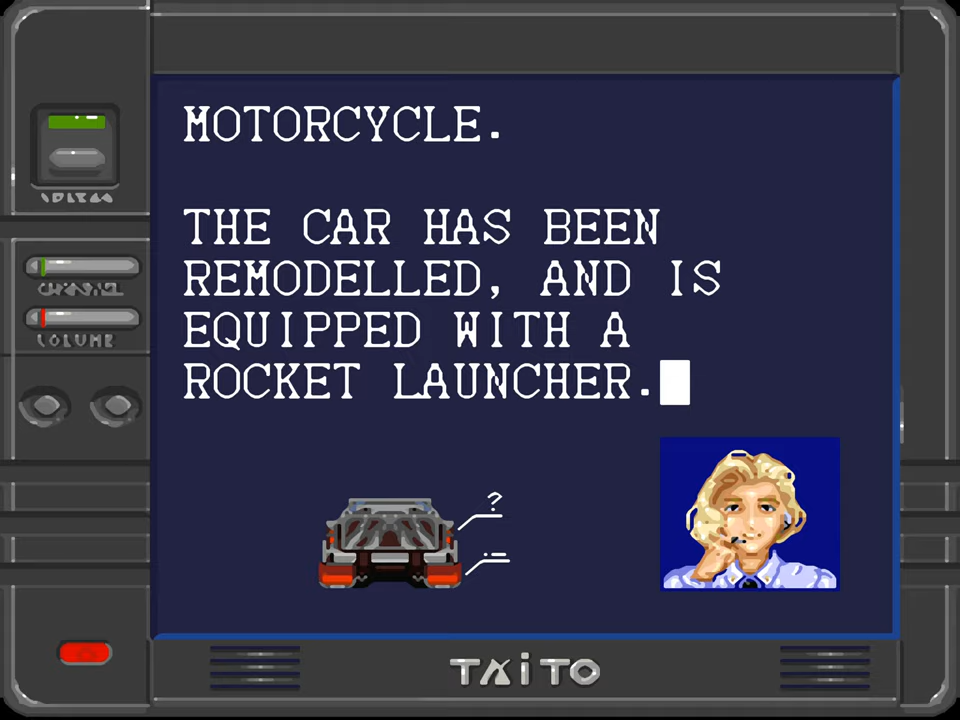 MOTORCYCLE.
THE CAR HAS BEEN
REMODELLED, AND IS
EQUIPPED WITH A
ROCKET LAUNCHER.
?
CHANNEL
VOLUME
TAiTO